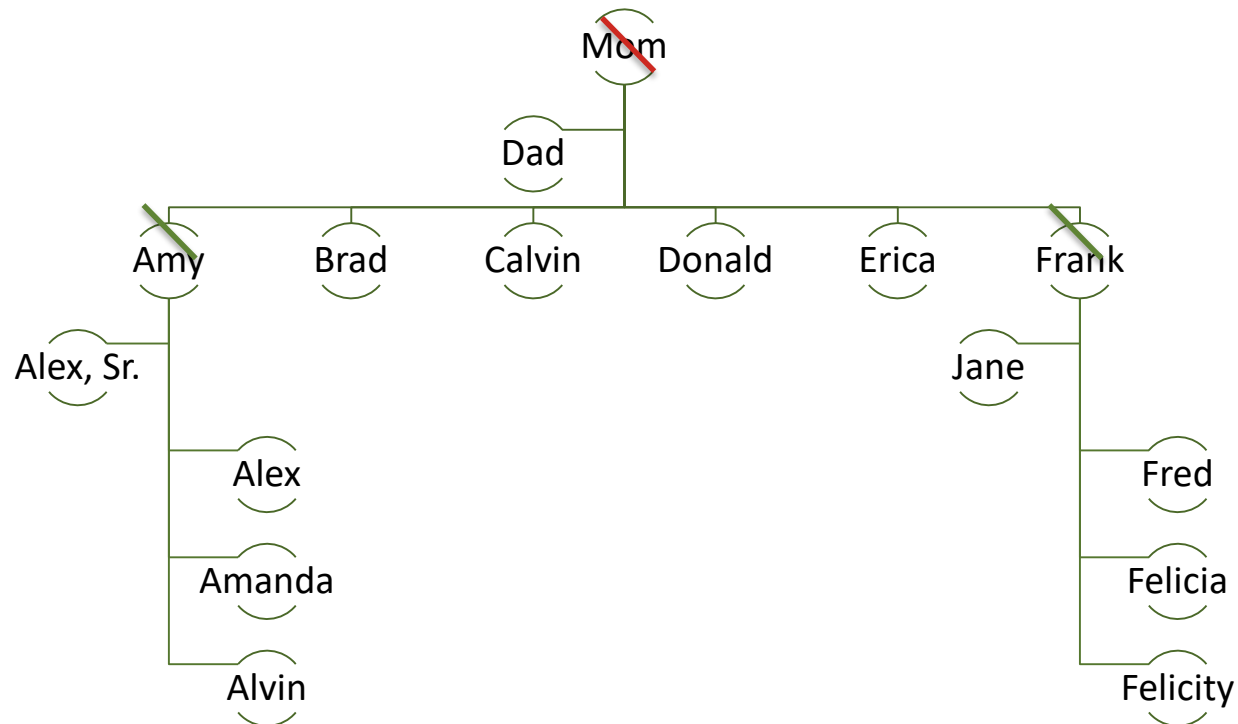 Mom
Dad
Amy
Brad
Calvin
Donald
Erica
Frank
Alex, Sr.
Jane
Alex
Fred
Amanda
Felicia
Alvin
Felicity